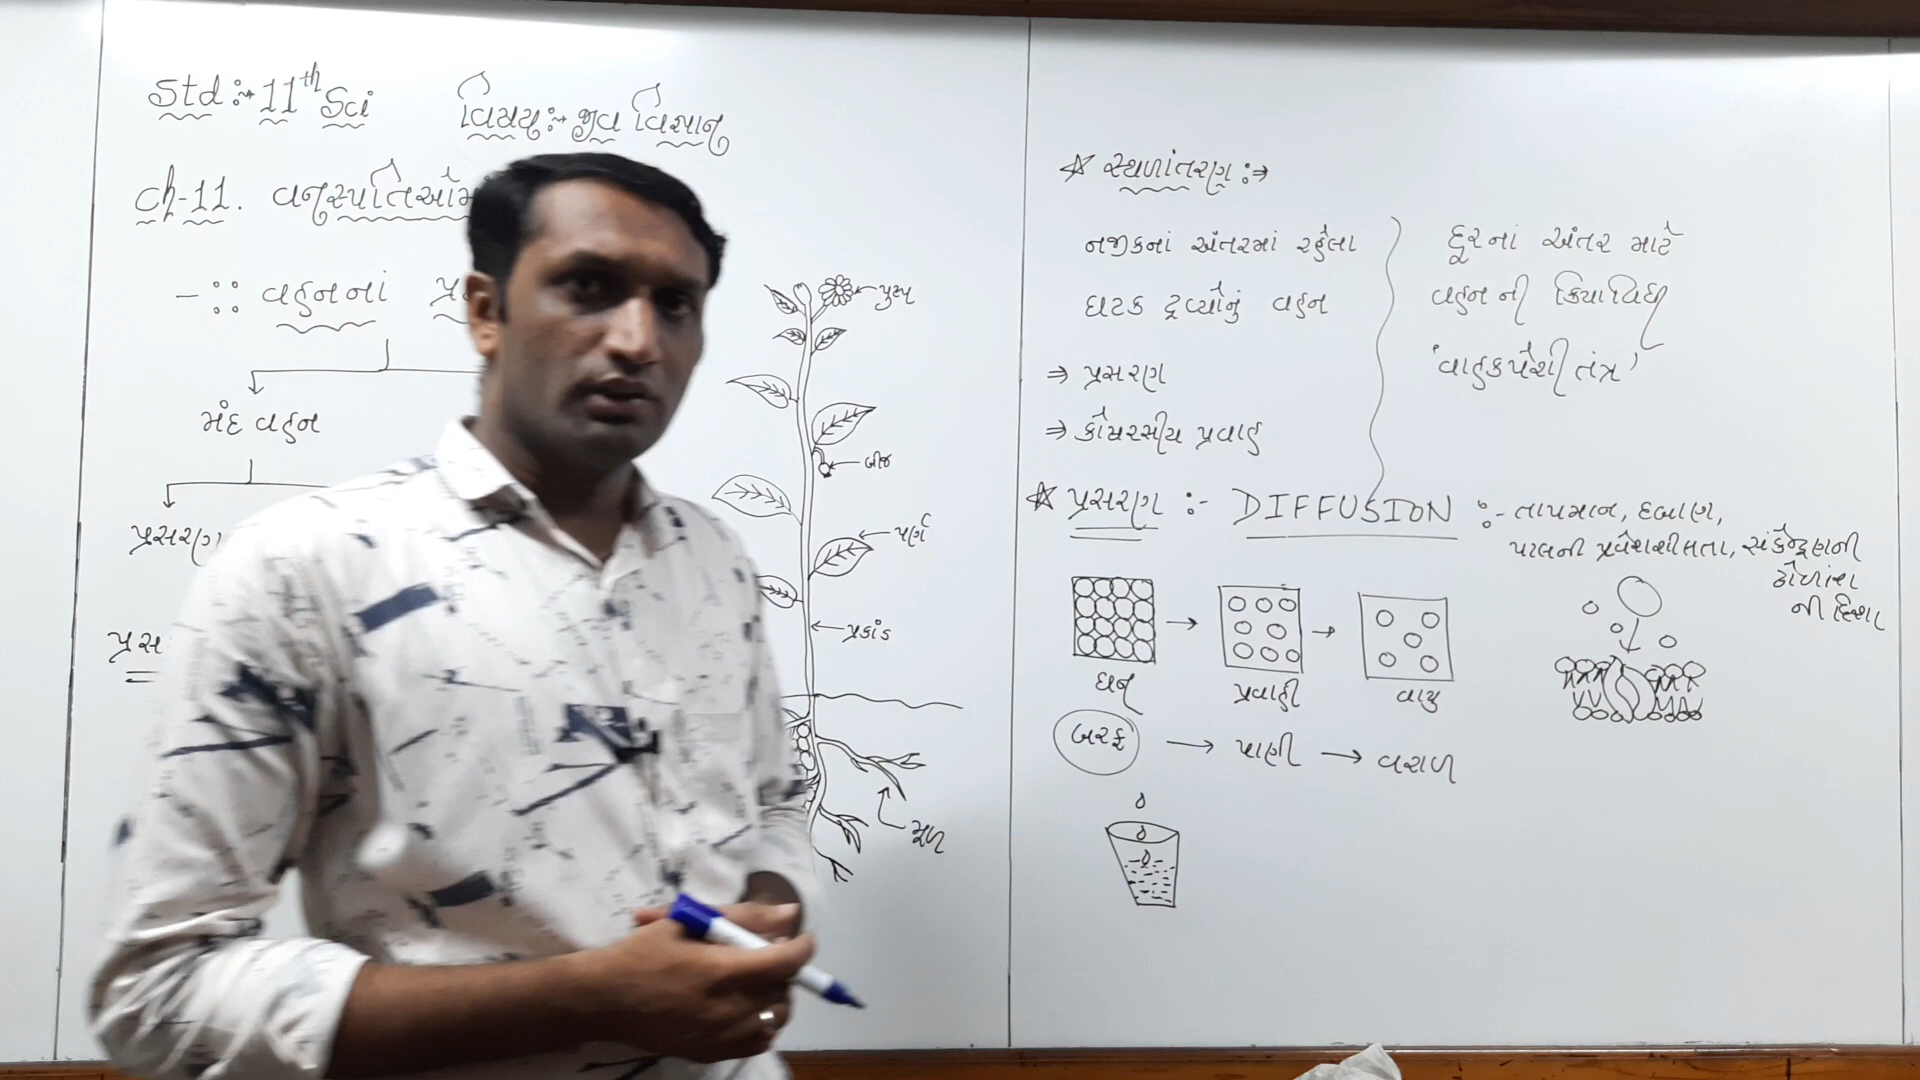 Std :→ 11th Sci
વિષય :→ જીવ વિજ્ઞાન
Ch-11. વનસ્પતિઓમ
-:: વહનનાં પ્ર
મંદ વહન
પ્રસરણ
પ્રસ
પુષ્પ
બીજ
પર્ણ
પ્રકાંડ
મૂળ
☆ સ્થળાંતરણ :⇒
નજીકનાં અંતરમાં રહેલા
ઘટક દ્રવ્યોનું વહન
⇒ પ્રસરણ
⇒ કોષરસીય પ્રવાહ
દૂરનાં અંતર માટે
વહન ની ક્રિયાવિધી
'વાહકપેશીતંત્ર'
☆ પ્રસરણ :- DIFFUSION :- તાપમાન, દબાણ,
પટલની પ્રવેશશીલતા, સંકેન્દ્રણની
ઢોળાંશ
ની દિશા
ઘન પ્રવાહી વાયુ
બરફ → પાણી → વરાળ